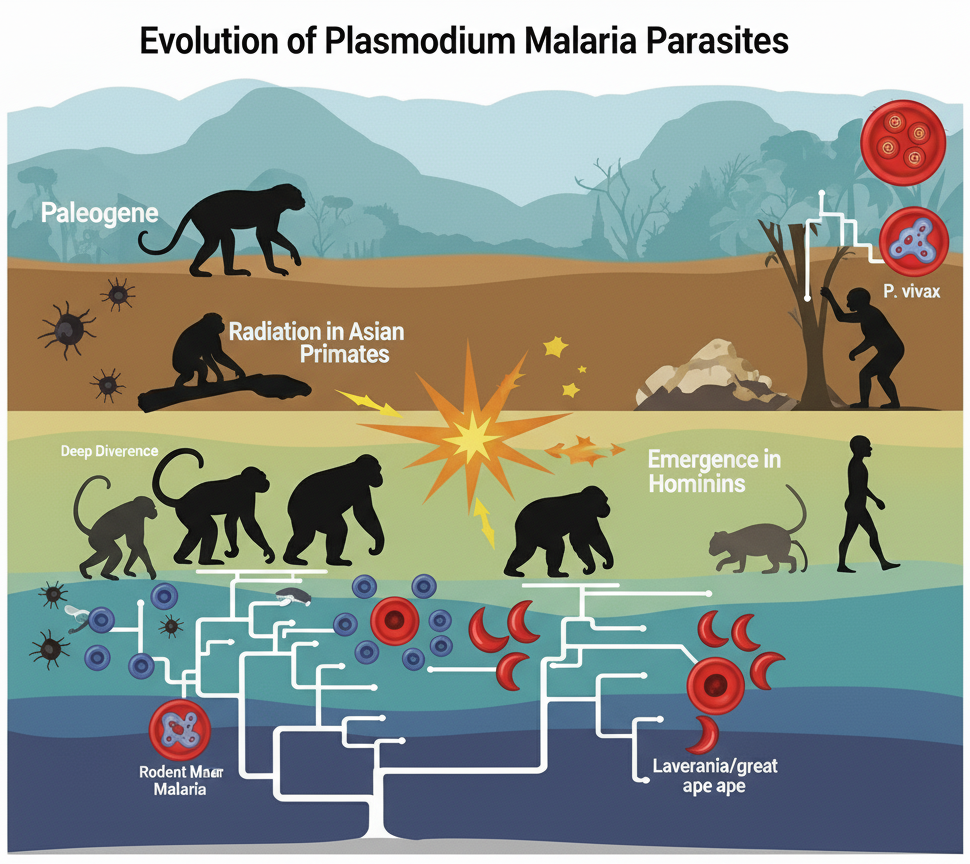 Evolution of Plasmodium Malaria Parasites
Paleogene
P. vivax
Radiation in Asian
Primates
Deep Diverence
Emergence in
Hominins
Rodent
Malaria
Laverania/great
ape ape